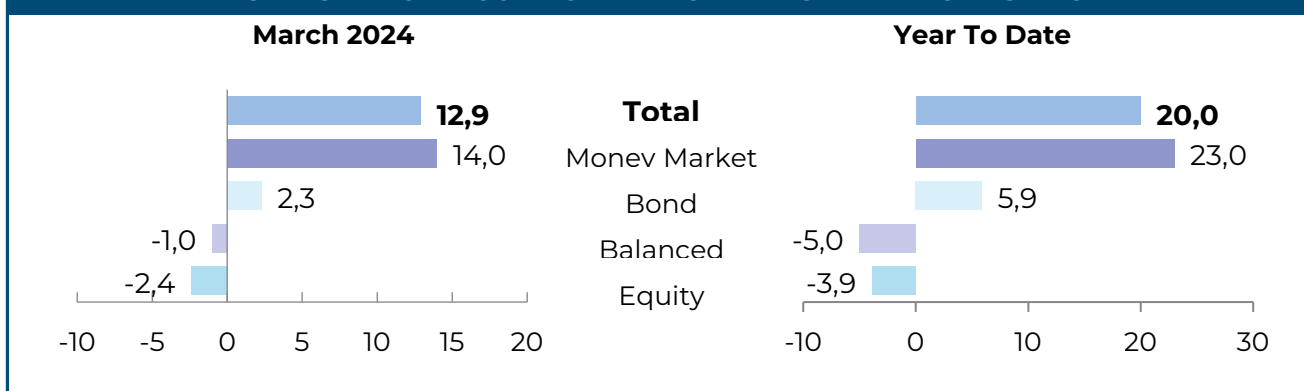 March 2024
Year To Date
12,9
Total
20,0
14,0
Money Market
23,0
2,3
Bond
5,9
-1,0
Balanced
-5,0
-2,4
Equity
-3,9
-10 -5 0 5 10 15 20
-10 0 10 20 30